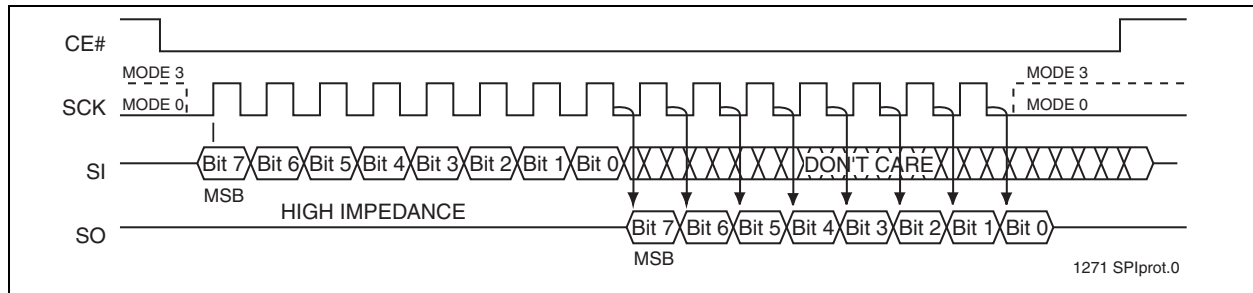 CE#
MODE 3 MODE 3
SCK MODE 0 MODE 0
SI Bit 7 Bit 6 Bit 5 Bit 4 Bit 3 Bit 2 Bit 1 Bit 0 DON'T CARE
MSB
HIGH IMPEDANCE
SO Bit 7 Bit 6 Bit 5 Bit 4 Bit 3 Bit 2 Bit 1 Bit 0
MSB
1271 SPIprot.0